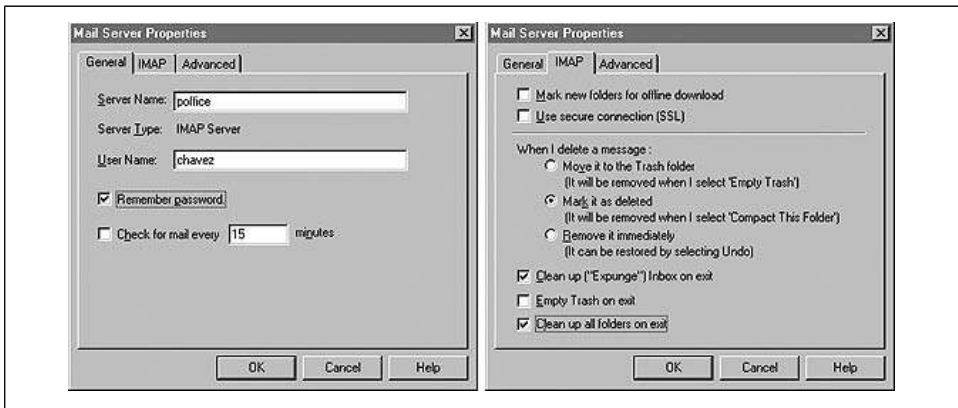 Mail Server Properties
General IMAP Advanced
Server Name: pollice
Server Type: IMAP Server
User Name: chavez
Remember password.
Check for mail every 15 minutes
OK Cancel Help
Mail Server Properties
General IMAP Advanced
Mark new folders for offline download
Use secure connection (SSL)
When I delete a message :
Move it to the Trash folder
(It will be removed when I select 'Empty Trash')
Mark it as deleted
(It will be removed when I select 'Compact This Folder')
Remove it immediately
(It can be restored by selecting Undo)
Clean up ("Expunge") Inbox on exit
Empty Trash on exit
Clean up all folders on exit
OK Cancel Help